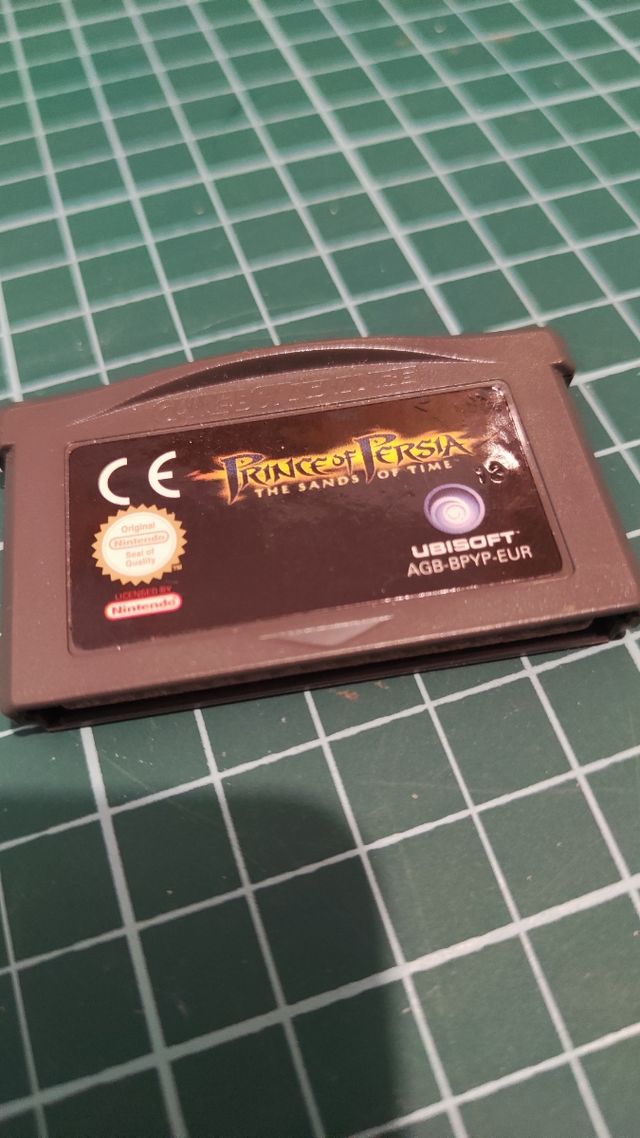 GAME BOY ADVANCE
CE
PRINCE OF PERSIA
THE SANDS OF TIME
Original
Nintendo
Seal of
Quality
TM
LICENSED BY
Nintendo
UBISOFT
AGB-BPYP-EUR